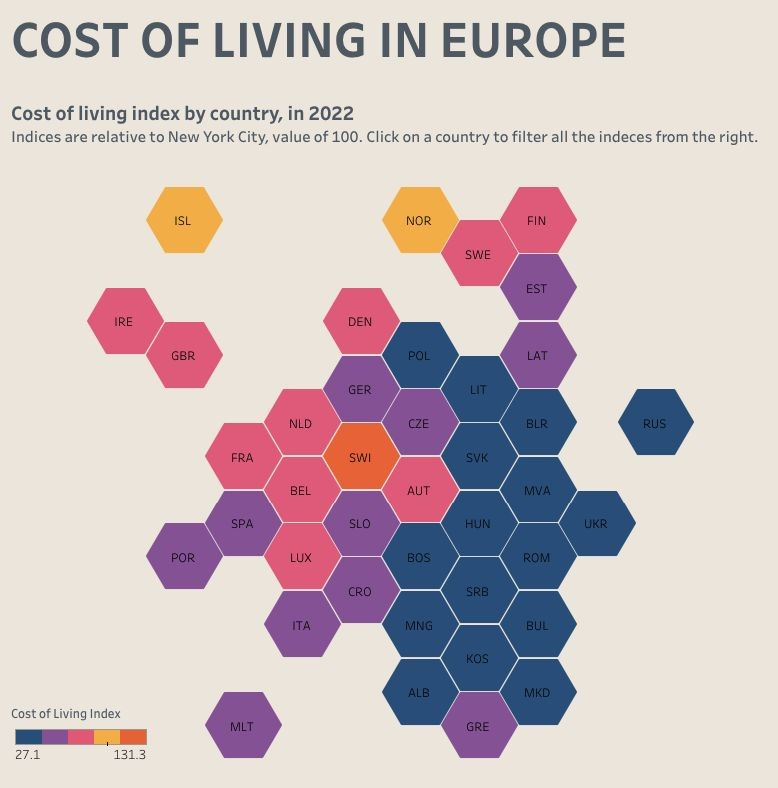 COST OF LIVING IN EUROPE
Cost of living index by country, in 2022
Indices are relative to New York City, value of 100. Click on a country to filter all the indeces from the right.
ISL
NOR
FIN
SWE
EST
IRE
DEN
GBR
POL
LAT
GER
LIT
NLD
CZE
BLR
RUS
FRA
SWI
SVK
BEL
AUT
MVA
SPA
SLO
HUN
UKR
POR
LUX
BOS
ROM
CRO
SRB
ITA
MNG
BUL
KOS
ALB
MKD
MLT
GRE
Cost of Living Index
27.1 131.3